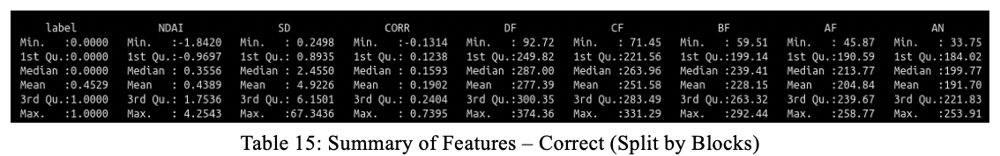 label NDAI SD CORR DF CF BF AF AN
Min. :0.0000 Min. :-1.8420 Min. : 0.2498 Min. :-0.1314 Min. : 92.72 Min. : 71.45 Min. : 59.51 Min. : 45.87 Min. : 33.75
1st Qu.:0.0000 1st Qu.:-0.9697 1st Qu.: 0.8935 1st Qu.: 0.1238 1st Qu.:249.82 1st Qu.:221.56 1st Qu.:199.14 1st Qu.:190.59 1st Qu.:184.02
Median :0.0000 Median : 0.3556 Median : 2.4550 Median : 0.1593 Median :287.00 Median :263.96 Median :239.41 Median :213.77 Median :199.77
Mean :0.4529 Mean : 0.4389 Mean : 4.9226 Mean : 0.1902 Mean :277.39 Mean :251.58 Mean :228.15 Mean :204.84 Mean :191.70
3rd Qu.:1.0000 3rd Qu.: 1.7536 3rd Qu.: 6.1501 3rd Qu.: 0.2404 3rd Qu.:300.35 3rd Qu.:283.49 3rd Qu.:263.32 3rd Qu.:239.67 3rd Qu.:221.83
Max. :1.0000 Max. : 4.2543 Max. :67.3436 Max. : 0.7395 Max. :374.36 Max. :331.29 Max. :292.44 Max. :258.77 Max. :253.91
Table 15: Summary of Features – Correct (Split by Blocks)